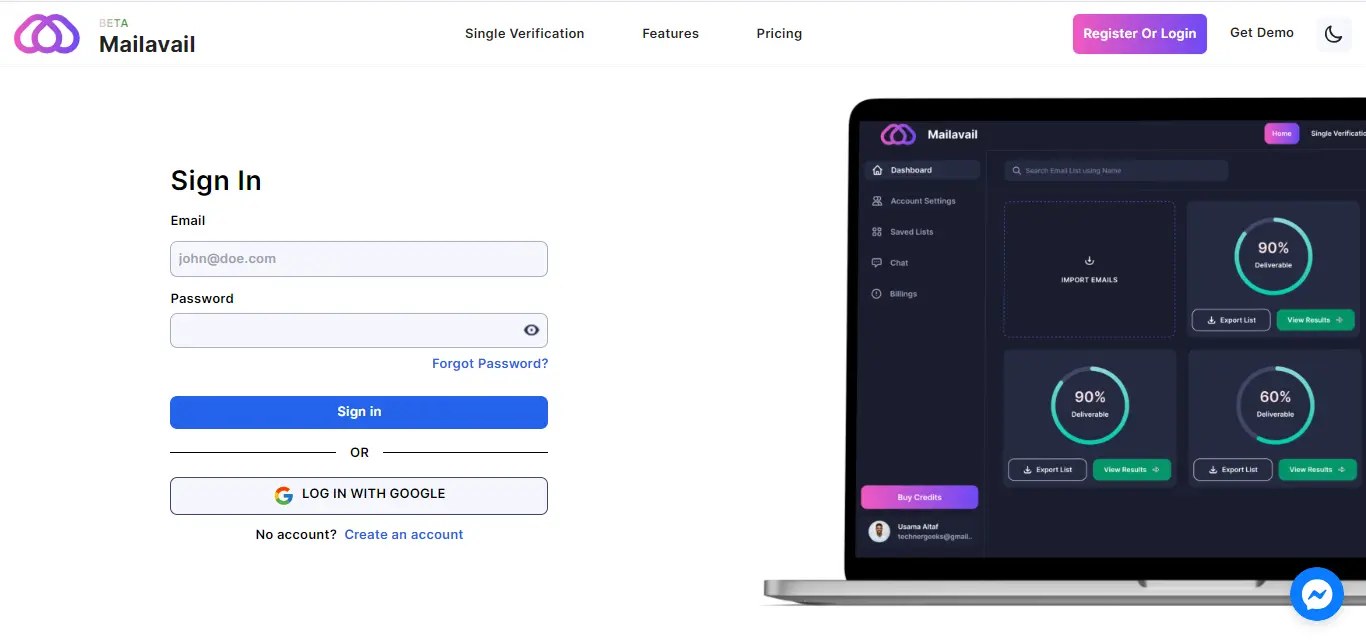 BETA
Mailavail
Single Verification
Features
Pricing
Register Or Login
Get Demo
Sign In
Email
john@doe.com
Password
Forgot Password?
Sign in
OR
LOG IN WITH GOOGLE
No account? Create an account
Mailavail
Home
Single Verificatio
Dashboard
Account Settings
Saved Lists
Chat
Billings
Buy Credits
Usama Altaf
technergeeks@gmail..
Search Email List using Name
IMPORT EMAILS
90%
Deliverable
Export List
View Results
90%
Deliverable
Export List
View Results
60%
Deliverable
Export List
View Results